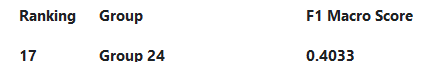 Ranking Group F1 Macro Score
17 Group 24 0.4033